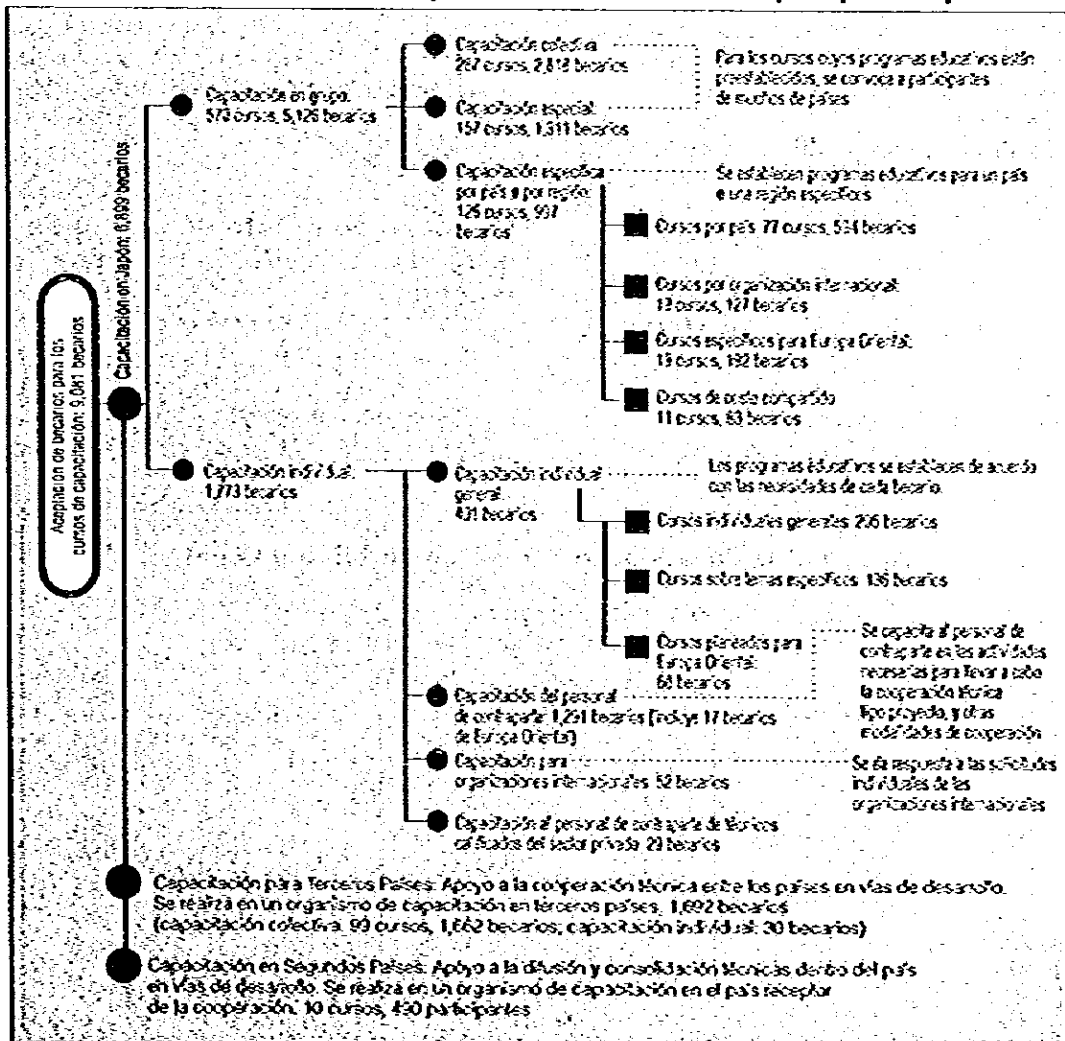 Aceptación de becarios para los
cursos de capacitación: 9,081 becarios
Capacitación en Japón: 6,899 becarios
Capacitación en grupo:
573 cursos, 5,126 becarios
Capacitación colectiva:
287 cursos, 2,818 becarios
Para los cursos cuyos programas educativos están
preestablecidos, se convoca a participantes
de muchos de países
Capacitación especial:
157 cursos, 1,311 becarios
Capacitación específica
por país o por región:
126 cursos, 997
becarios
Se establecen programas educativos para un país
o una región específicos
Cursos por país: 77 cursos, 594 becarios
Cursos por organización internacional:
cursos, 127 becarios
Cursos específicos para Europa Oriental:
cursos, 192 becarios
Cursos de costo compartido
11 cursos, 83 becarios
Capacitación individual:
1,773 becarios
Capacitación individual
general:
431 becarios
Los programas educativos se establecen de acuerdo
con las necesidades de cada becario.
Cursos individuales generales: becarios
Cursos sobre temas específicos: becarios
Cursos planeados para
Europa Oriental:
becarios
Capacitación del personal
de contraparte: 1,291 becarios (incluye 17 becarios
de Europa Oriental)
Se capacita al personal de
contraparte en las actividades
necesarias para llevar a cabo
la cooperación técnica
tipo proyecto, y otras
modalidades de cooperación
Capacitación para
organizaciones internacionales: becarios
Se da respuesta a las solicitudes
individuales de las
organizaciones internacionales
Capacitación al personal de contraparte de técnicos
calificados del sector privado: becarios
Capacitación para Terceros Países: Apoyo a la cooperación técnica entre los países en vías de desarrollo.
Se realiza en un organismo de capacitación en terceros países, 1,692 becarios
(capacitación colectiva: 99 cursos, 1,662 becarios; capacitación individual: 30 becarios)
Capacitación en Segundos Países: Apoyo a la difusión y consolidación técnicas dentro del país
en vías de desarrollo. Se realiza en un organismo de capacitación en el país receptor
de la cooperación: 10 cursos, 490 participantes